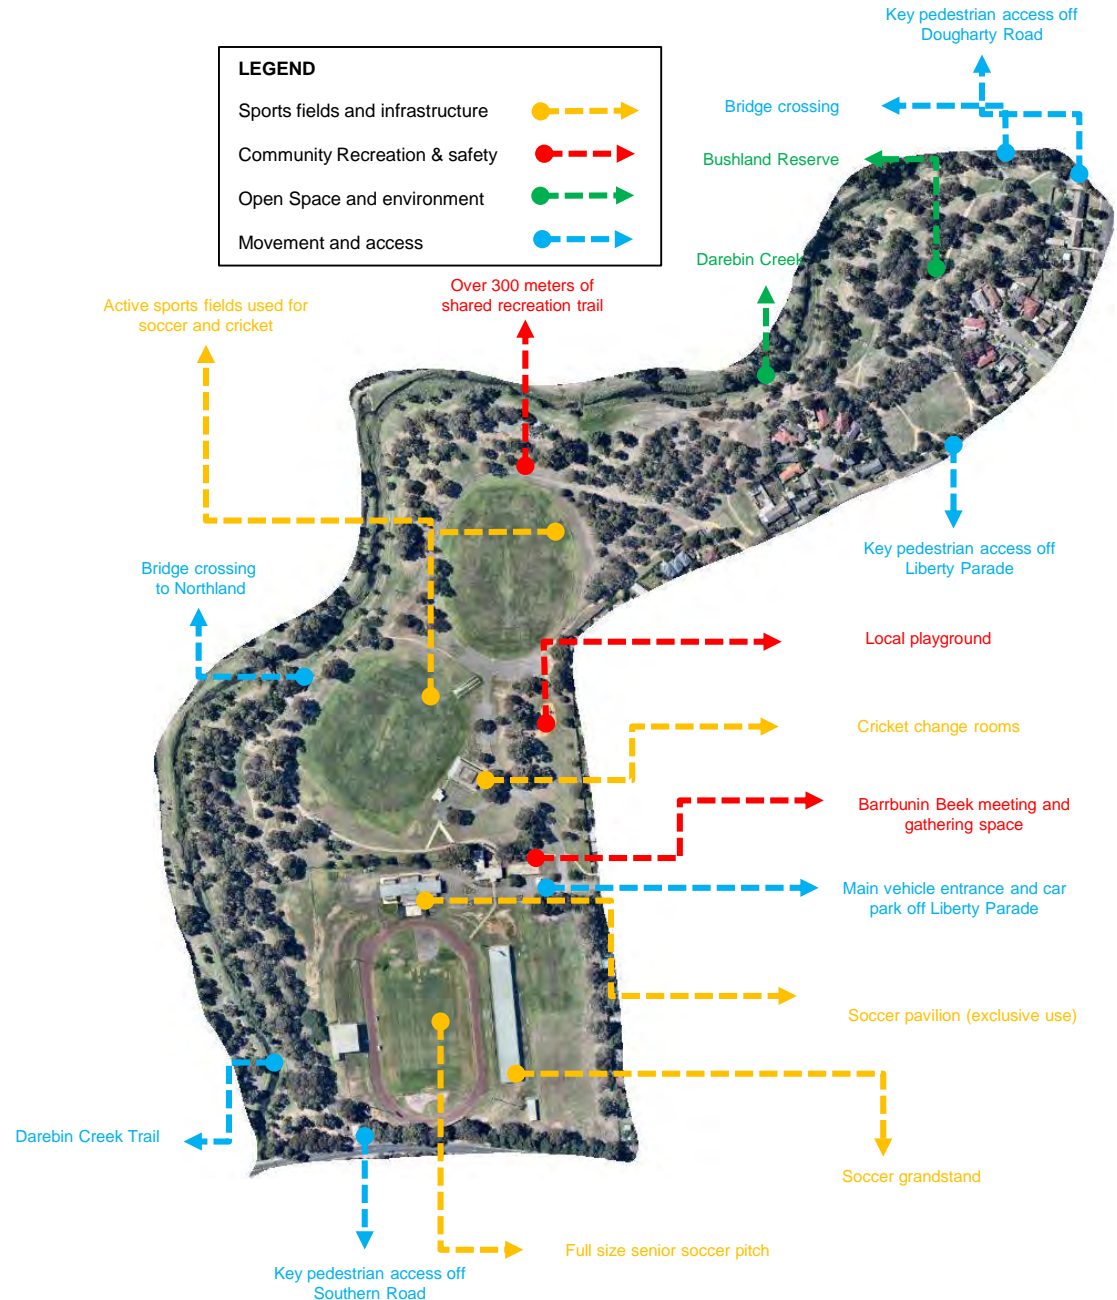 Key pedestrian access off
Dougharty Road
LEGEND
Sports fields and infrastructure
Community Recreation & safety
Open Space and environment
Movement and access
Bridge crossing
Bushland Reserve
Darebin Creek
Over 300 meters of
shared recreation trail
Active sports fields used for
soccer and cricket
Key pedestrian access off
Liberty Parade
Bridge crossing
to Northland
Local playground
Cricket change rooms
Barrbunin Beek meeting and
gathering space
Main vehicle entrance and car
park off Liberty Parade
Soccer pavilion (exclusive use)
Darebin Creek Trail
Soccer grandstand
Full size senior soccer pitch
Key pedestrian access off
Southern Road